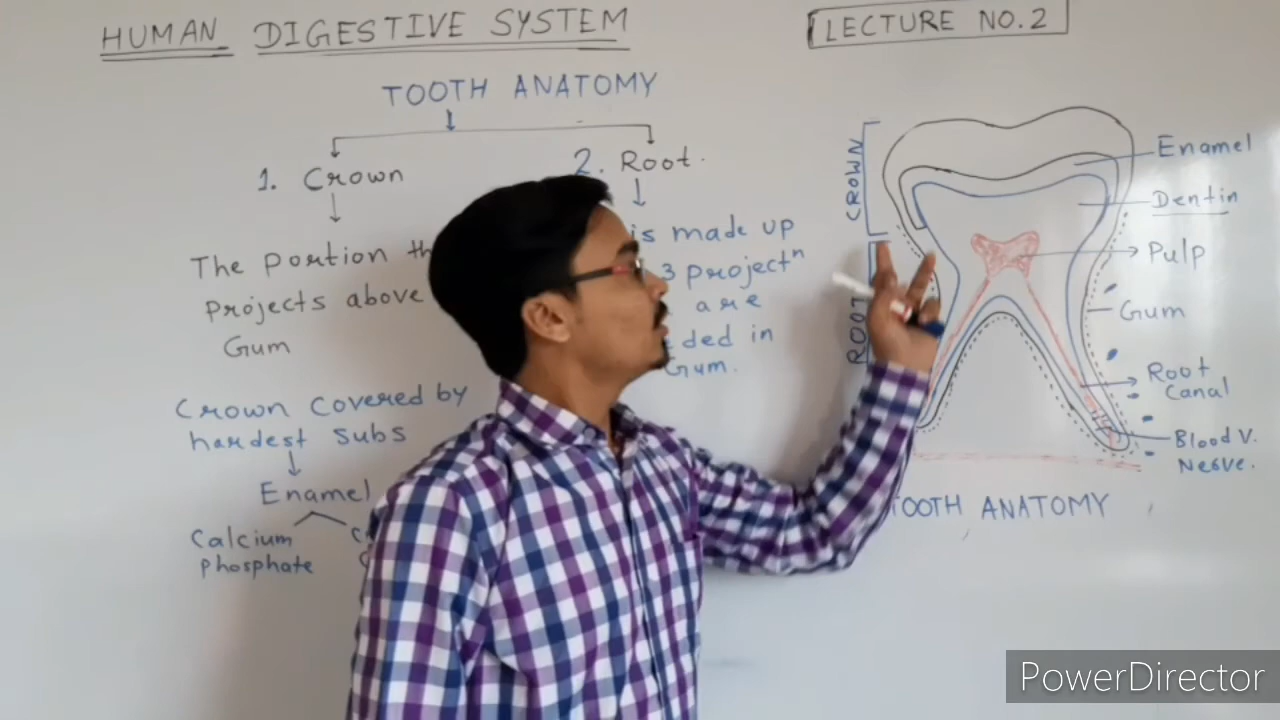 HUMAN DIGESTIVE SYSTEM
LECTURE NO.2
TOOTH ANATOMY
1. Crown
The portion
Projects above
Gum
Crown covered by
hardest subs
Enamel
Calcium
Phosphate
2. Root.
is made up
3 projectⁿ
are
in
Gum.
CROWN
ROOT
Enamel
Dentin
Pulp
Gum
Root
Canal
Blood V.
Nerve.
TOOTH ANATOMY
PowerDirector